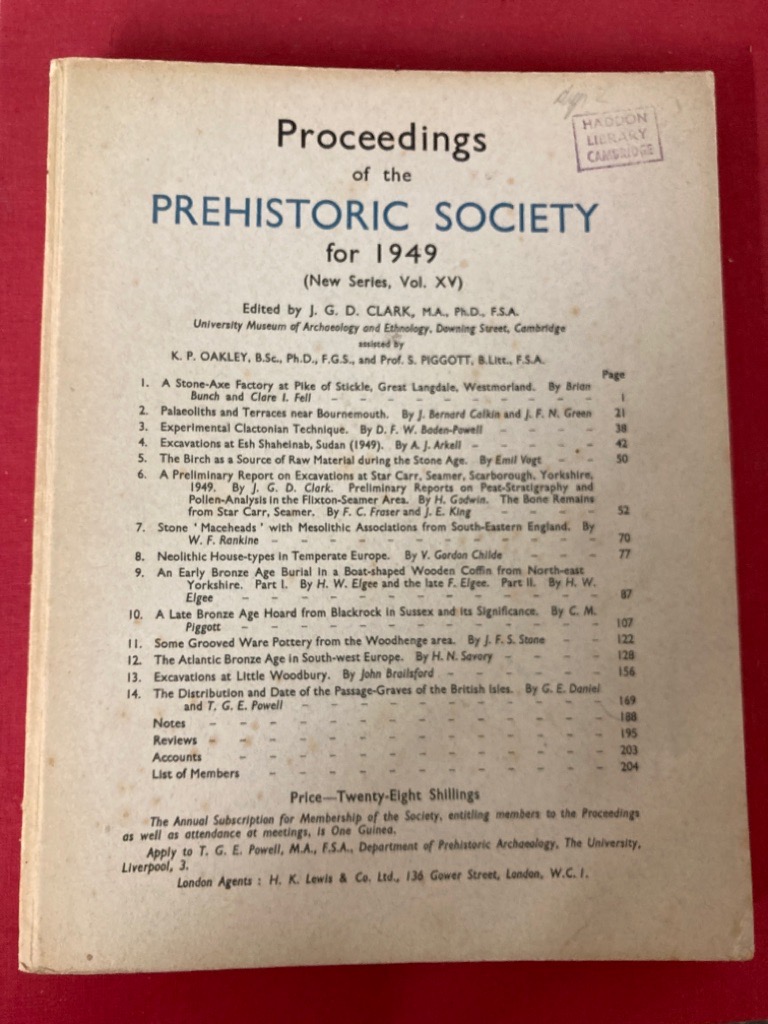 HADDON
LIBRARY
CAMBRIDGE
Proceedings
of the
PREHISTORIC SOCIETY
for 1949
(New Series, Vol. XV)
Edited by J. G. D. CLARK, M.A., Ph.D., F.S.A.
University Museum of Archaeology and Ethnology, Downing Street, Cambridge
assisted by
K. P. OAKLEY, B.Sc., Ph.D., F.G.S., and Prof. S. PIGGOTT, B.Litt., F.S.A.
Page
1. A Stone-Axe Factory at Pike of Stickle, Great Langdale, Westmorland. By Brian
Bunch and Clare I. Fell – – – – – – – – – – 1
2. Palaeoliths and Terraces near Bournemouth. By J. Bernard Calkin and J. F. N. Green 21
3. Experimental Clactonian Technique. By D. F. W. Baden-Powell – – – – 38
4. Excavations at Esh Shaheinab, Sudan (1949). By A. J. Arkell – – – – 42
5. The Birch as a Source of Raw Material during the Stone Age. By Emil Vogt – – 50
6. A Preliminary Report on Excavations at Star Carr, Seamer, Scarborough, Yorkshire,
1949. By J. G. D. Clark. Preliminary Reports on Peat-Stratigraphy and
Pollen-Analysis in the Flixton-Seamer Area. By H. Godwin. The Bone Remains
from Star Carr, Seamer. By F. C. Fraser and J. E. King – – – – 52
7. Stone ' Maceheads ' with Mesolithic Associations from South-Eastern England. By
W. F. Rankine – – – – – – – – – – – 70
8. Neolithic House-types in Temperate Europe. By V. Gordon Childe – – – 77
9. An Early Bronze Age Burial in a Boat-shaped Wooden Coffin from North-east
Yorkshire. Part I. By H. W. Elgee and the late F. Elgee. Part II. By H. W.
Elgee – – – – – – – – – – – – – 87
10. A Late Bronze Age Hoard from Blackrock in Sussex and its Significance. By C. M.
Piggott – – – – – – – – – – – – 107
11. Some Grooved Ware Pottery from the Woodhenge area. By J. F. S. Stone – – 122
12. The Atlantic Bronze Age in South-west Europe. By H. N. Savory – – – – 128
13. Excavations at Little Woodbury. By John Brailsford – – – – – 156
14. The Distribution and Date of the Passage-Graves of the British Isles. By G. E. Daniel
and T. G. E. Powell – – – – – – – – – – 169
Notes – – – – – – – – – – – – – 188
Reviews – – – – – – – – – – – – – 195
Accounts – – – – – – – – – – – – 203
List of Members – – – – – – – – – – – 204
Price—Twenty-Eight Shillings
The Annual Subscription for Membership of the Society, entitling members to the Proceedings
as well as attendance at meetings, is One Guinea.
Apply to T. G. E. Powell, M.A., F.S.A., Department of Prehistoric Archaeology, The University,
Liverpool, 3.
London Agents : H. K. Lewis & Co. Ltd., 136 Gower Street, London, W.C. 1.